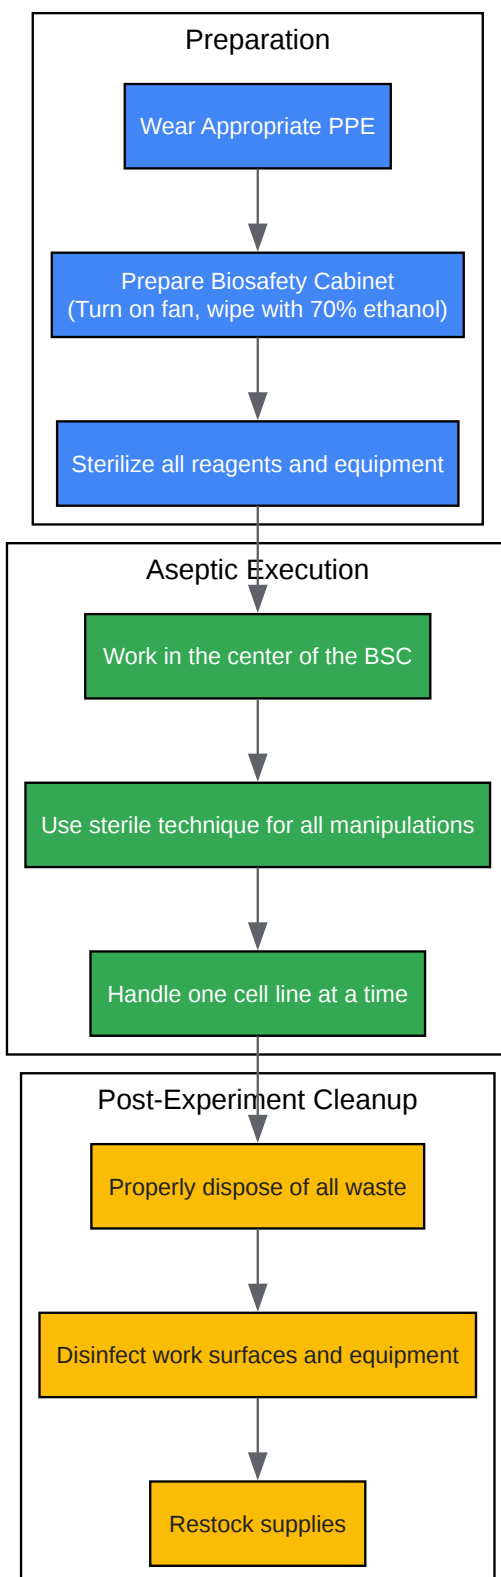 Preparation
Wear Appropriate PPE
Prepare Biosafety Cabinet
(Turn on fan, wipe with 70% ethanol)
Sterilize all reagents and equipment
Aseptic Execution
Work in the center of the BSC
Use sterile technique for all manipulations
Handle one cell line at a time
Post-Experiment Cleanup
Properly dispose of all waste
Disinfect work surfaces and equipment
Restock supplies